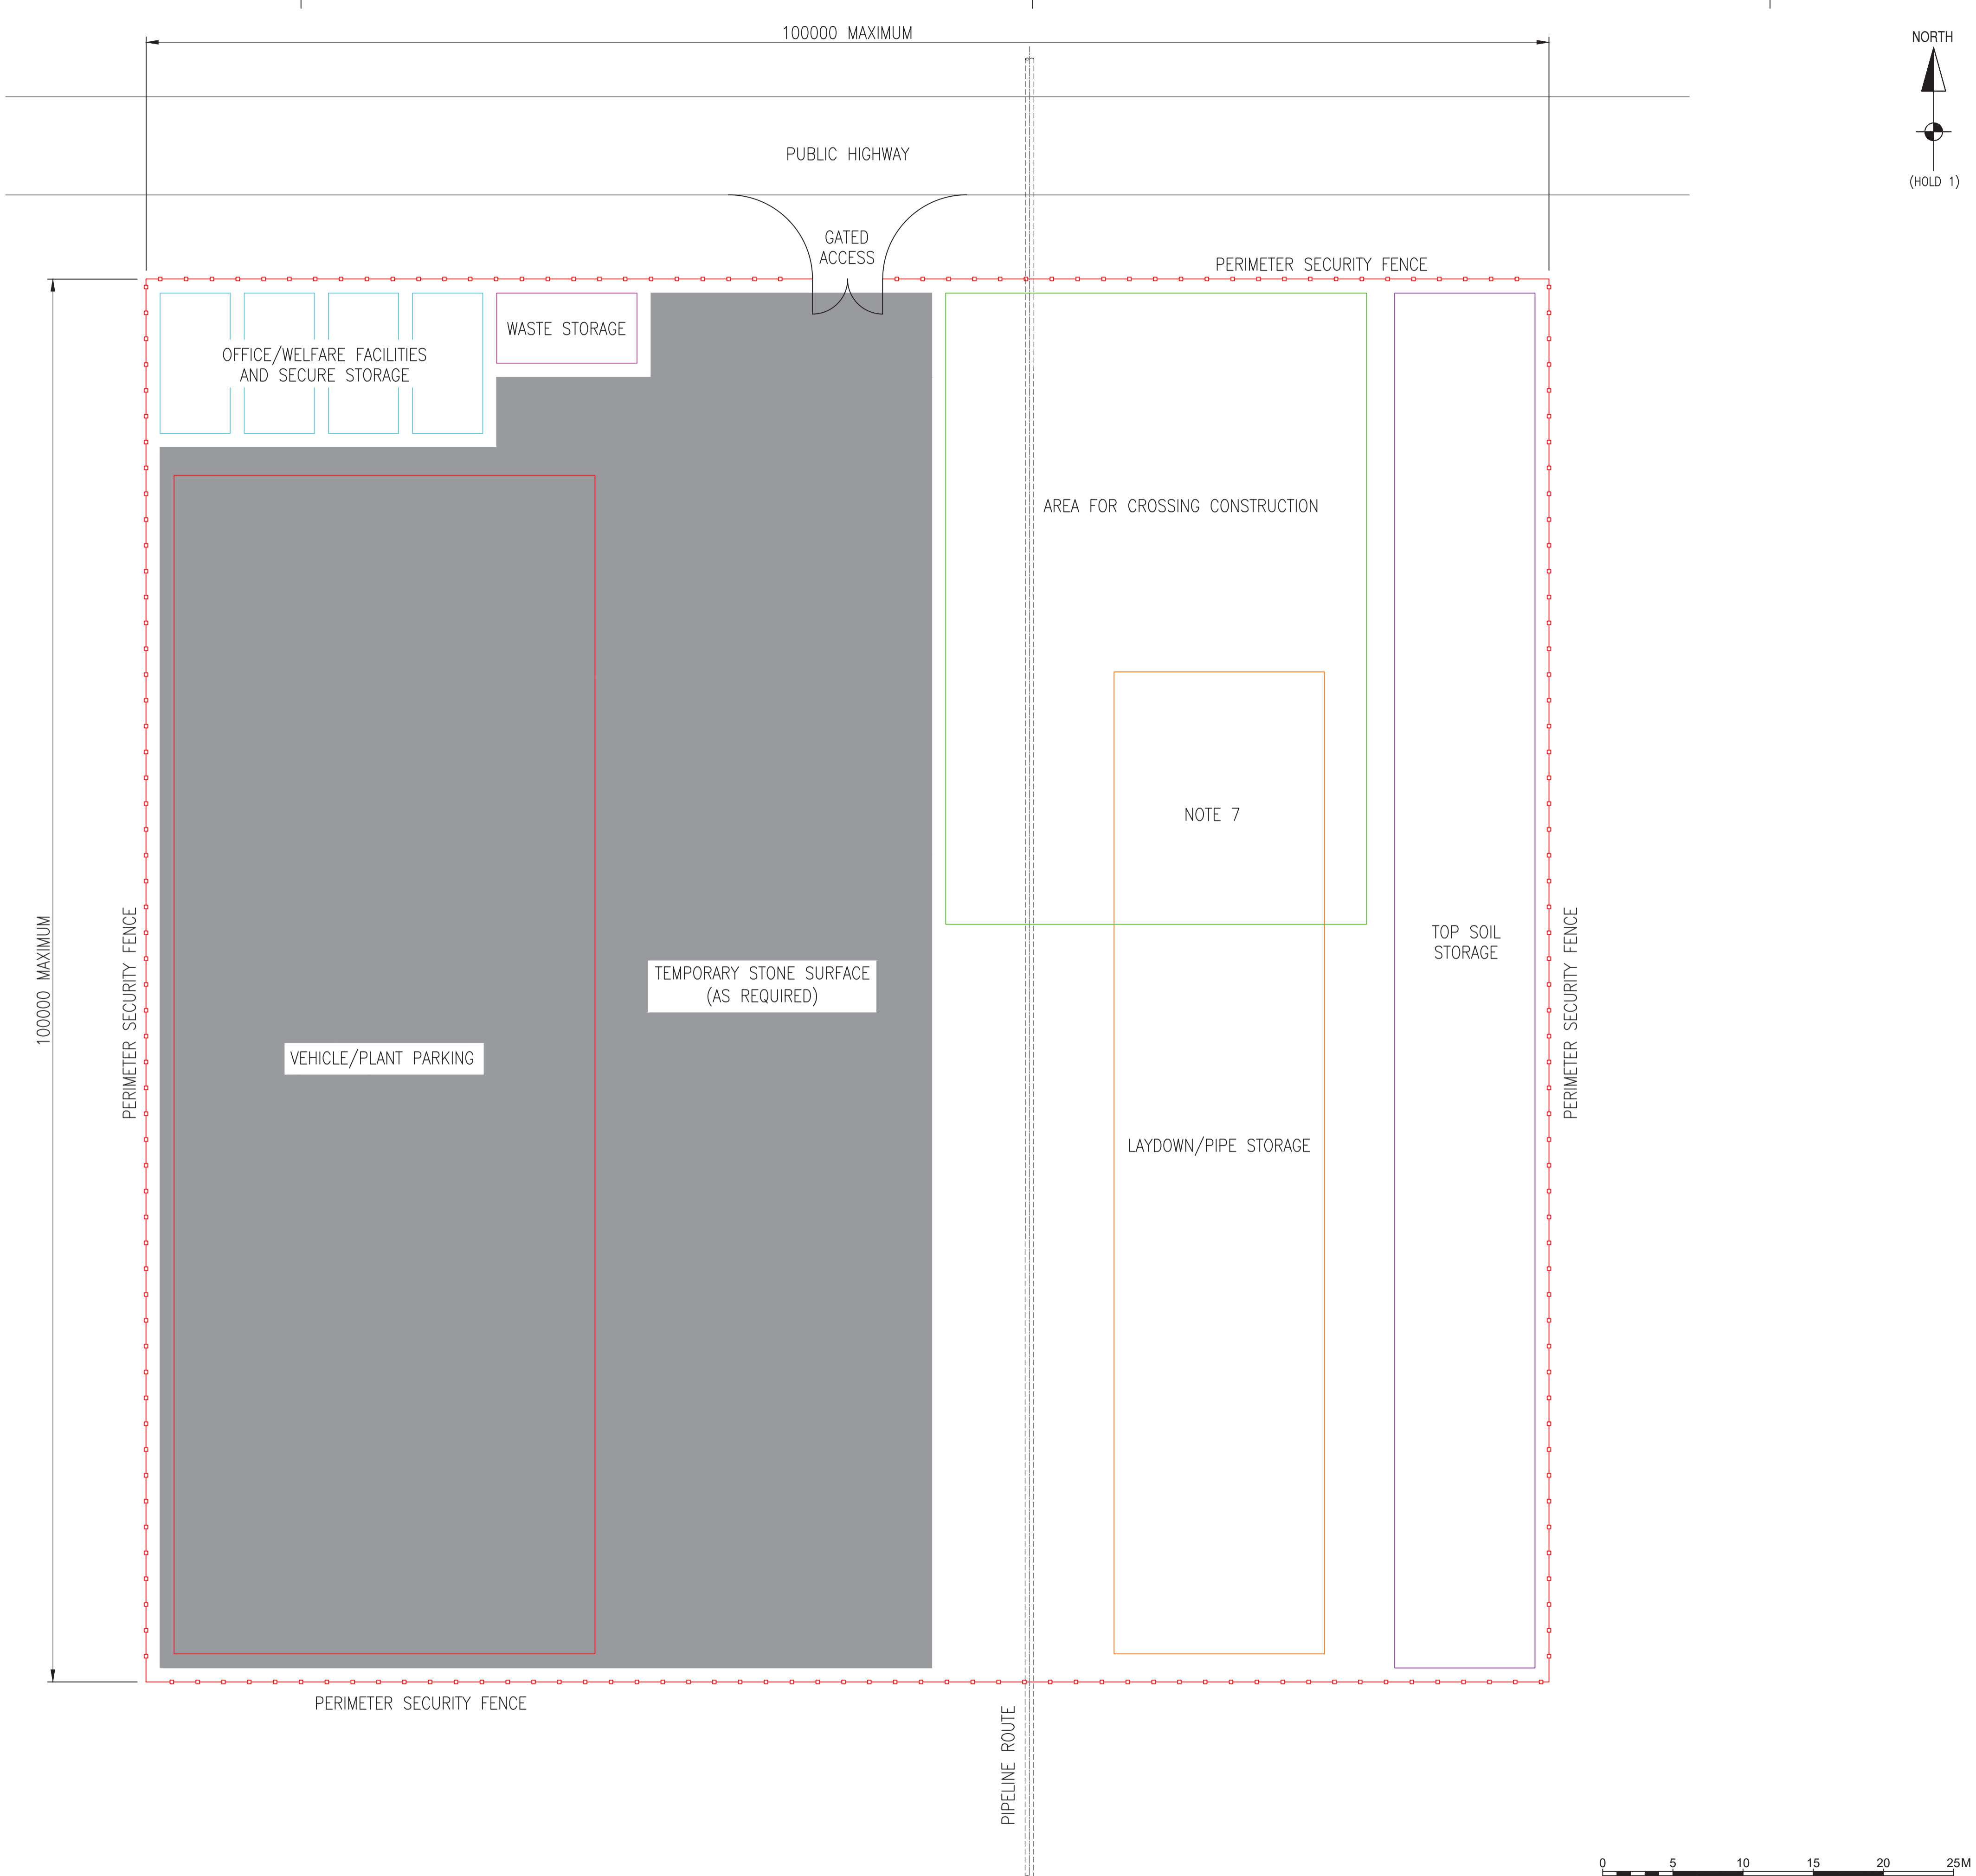 100000 MAXIMUM
NORTH
(HOLD 1)
PUBLIC HIGHWAY
GATED
ACCESS
PERIMETER SECURITY FENCE
WASTE STORAGE
OFFICE/WELFARE FACILITIES
AND SECURE STORAGE
AREA FOR CROSSING CONSTRUCTION
NOTE 7
100000 MAXIMUM
PERIMETER SECURITY FENCE
TEMPORARY STONE SURFACE
(AS REQUIRED)
VEHICLE/PLANT PARKING
TOP SOIL
STORAGE
PERIMETER SECURITY FENCE
LAYDOWN/PIPE STORAGE
PERIMETER SECURITY FENCE
PIPELINE ROUTE
0 5 10 15 20 25M